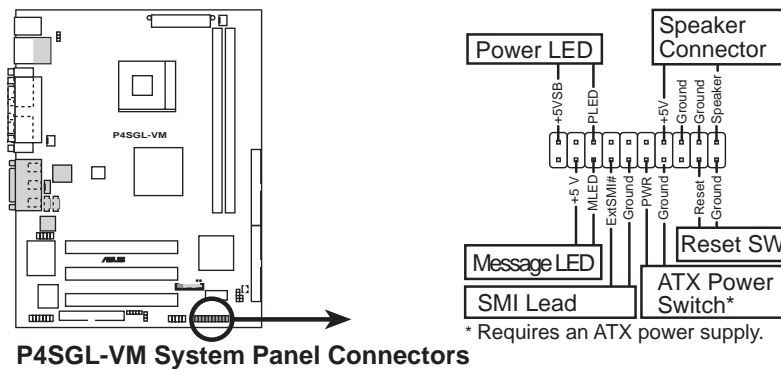 P4SGL-VM
/SUS
Power LED
Speaker
Connector
+5VSB
PLED
+5V
Ground
Ground
Speaker
+5 V
MLED
ExtSMI#
Ground
PWR
Ground
Reset
Ground
Message LED
SMI Lead
Reset SW
ATX Power
Switch*
* Requires an ATX power supply.
P4SGL-VM System Panel Connectors